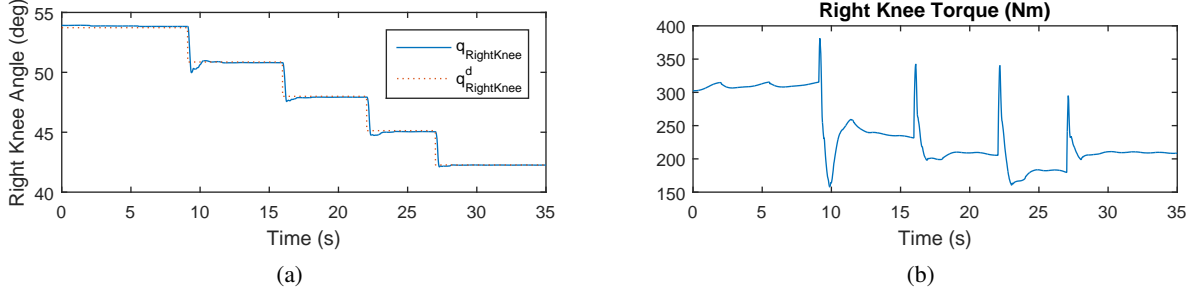 Right Knee Angle (deg)
55
50
45
40
q_RightKnee
q^d_RightKnee
0 5 10 15 20 25 30 35
Time (s)
(a)
Right Knee Torque (Nm)
400
350
300
250
200
150
0 5 10 15 20 25 30 35
Time (s)
(b)